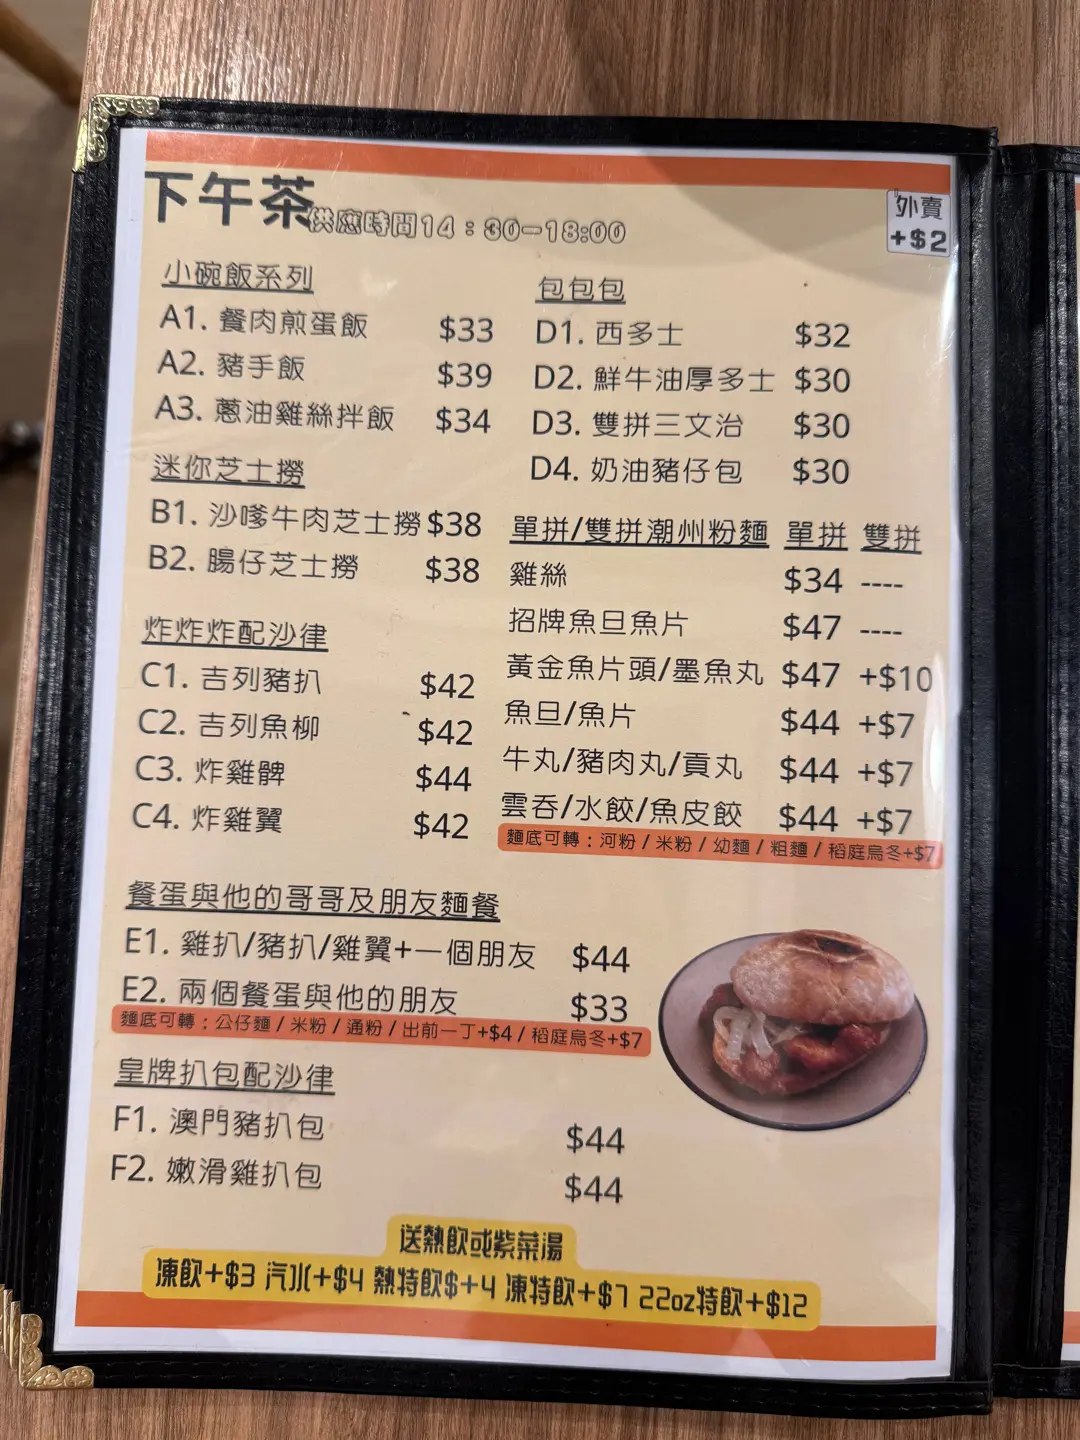 下午茶 供應時間14：30-18:00
外賣
+$2
小碗飯系列
A1. 餐肉煎蛋飯 $33
A2. 豬手飯 $39
A3. 蔥油雞絲拌飯 $34
迷你芝士撈
B1. 沙嗲牛肉芝士撈 $38
B2. 腸仔芝士撈 $38
炸炸炸配沙律
C1. 吉列豬扒 $42
C2. 吉列魚柳 $42
C3. 炸雞髀 $44
C4. 炸雞翼 $42
包包包
D1. 西多士 $32
D2. 鮮牛油厚多士 $30
D3. 雙拼三文治 $30
D4. 奶油豬仔包 $30
單拼/雙拼潮州粉麵 單拼 雙拼
雞絲 $34 ----
招牌魚旦魚片 $47 ----
黃金魚片頭/墨魚丸 $47 +$10
魚旦/魚片 $44 +$7
牛丸/豬肉丸/貢丸 $44 +$7
雲吞/水餃/魚皮餃 $44 +$7
麵底可轉：河粉 / 米粉 / 幼麵 / 粗麵 / 稻庭烏冬+$7
餐蛋與他的哥哥及朋友麵餐
E1. 雞扒/豬扒/雞翼+一個朋友 $44
E2. 兩個餐蛋與他的朋友 $33
麵底可轉：公仔麵 / 米粉 / 通粉 / 出前一丁+$4 / 稻庭烏冬+$7
皇牌扒包配沙律
F1. 澳門豬扒包 $44
F2. 嫩滑雞扒包 $44
送熱飲或紫菜湯
凍飲+$3 汽水+$4 熱特飲$+4 凍特飲+$7 22oz特飲+$12